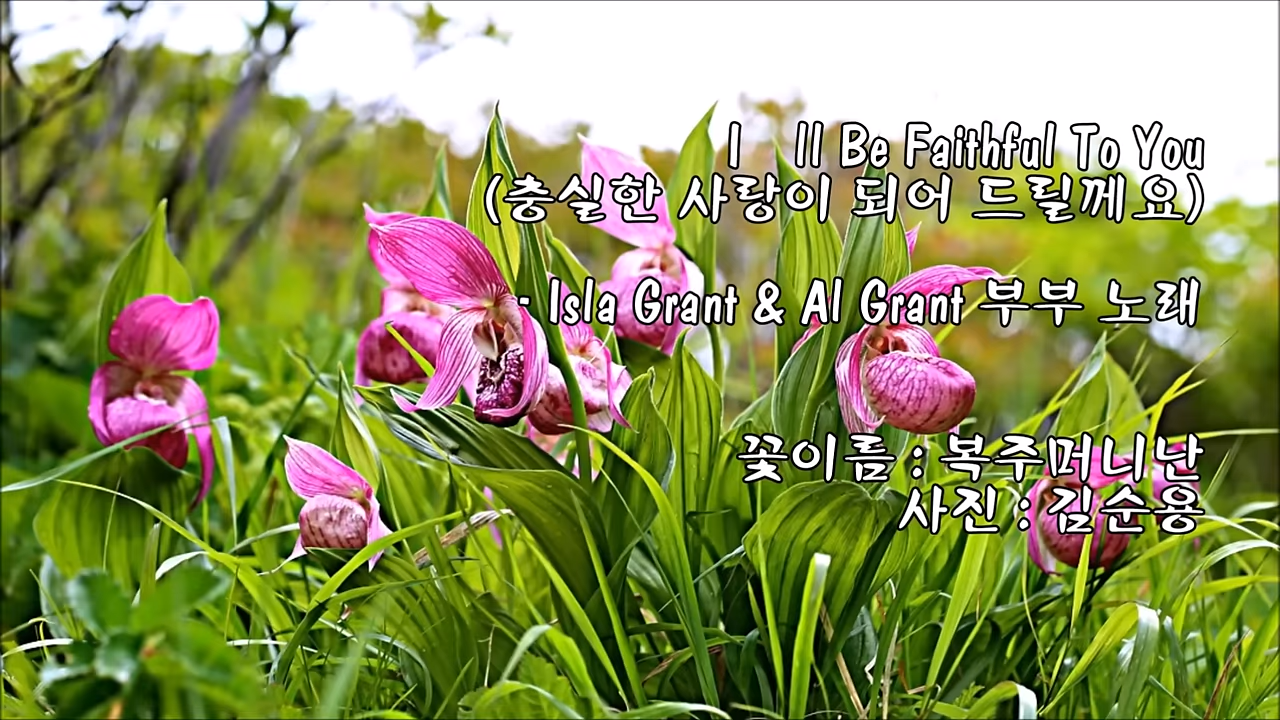 I ll Be Faithful To You
(충실한 사랑이 되어 드릴께요)
- Isla Grant & Al Grant 부부 노래
꽃이름 : 복주머니난
사진 : 김순용